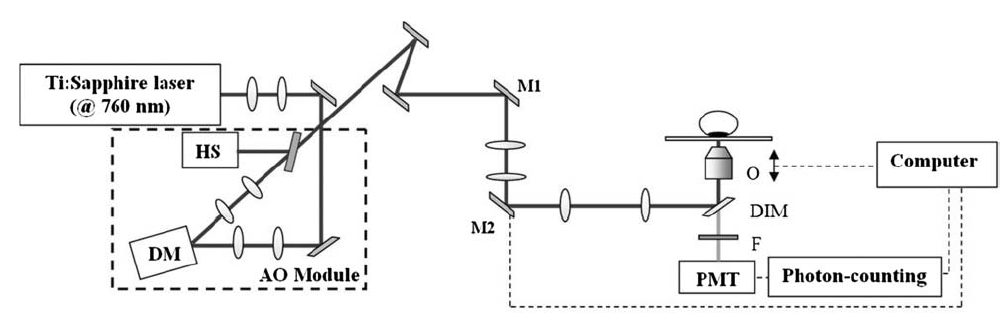 Ti:Sapphire laser
(@ 760 nm)
M1
HS
Computer
O
DIM
M2
F
DM
AO Module
PMT
Photon-counting